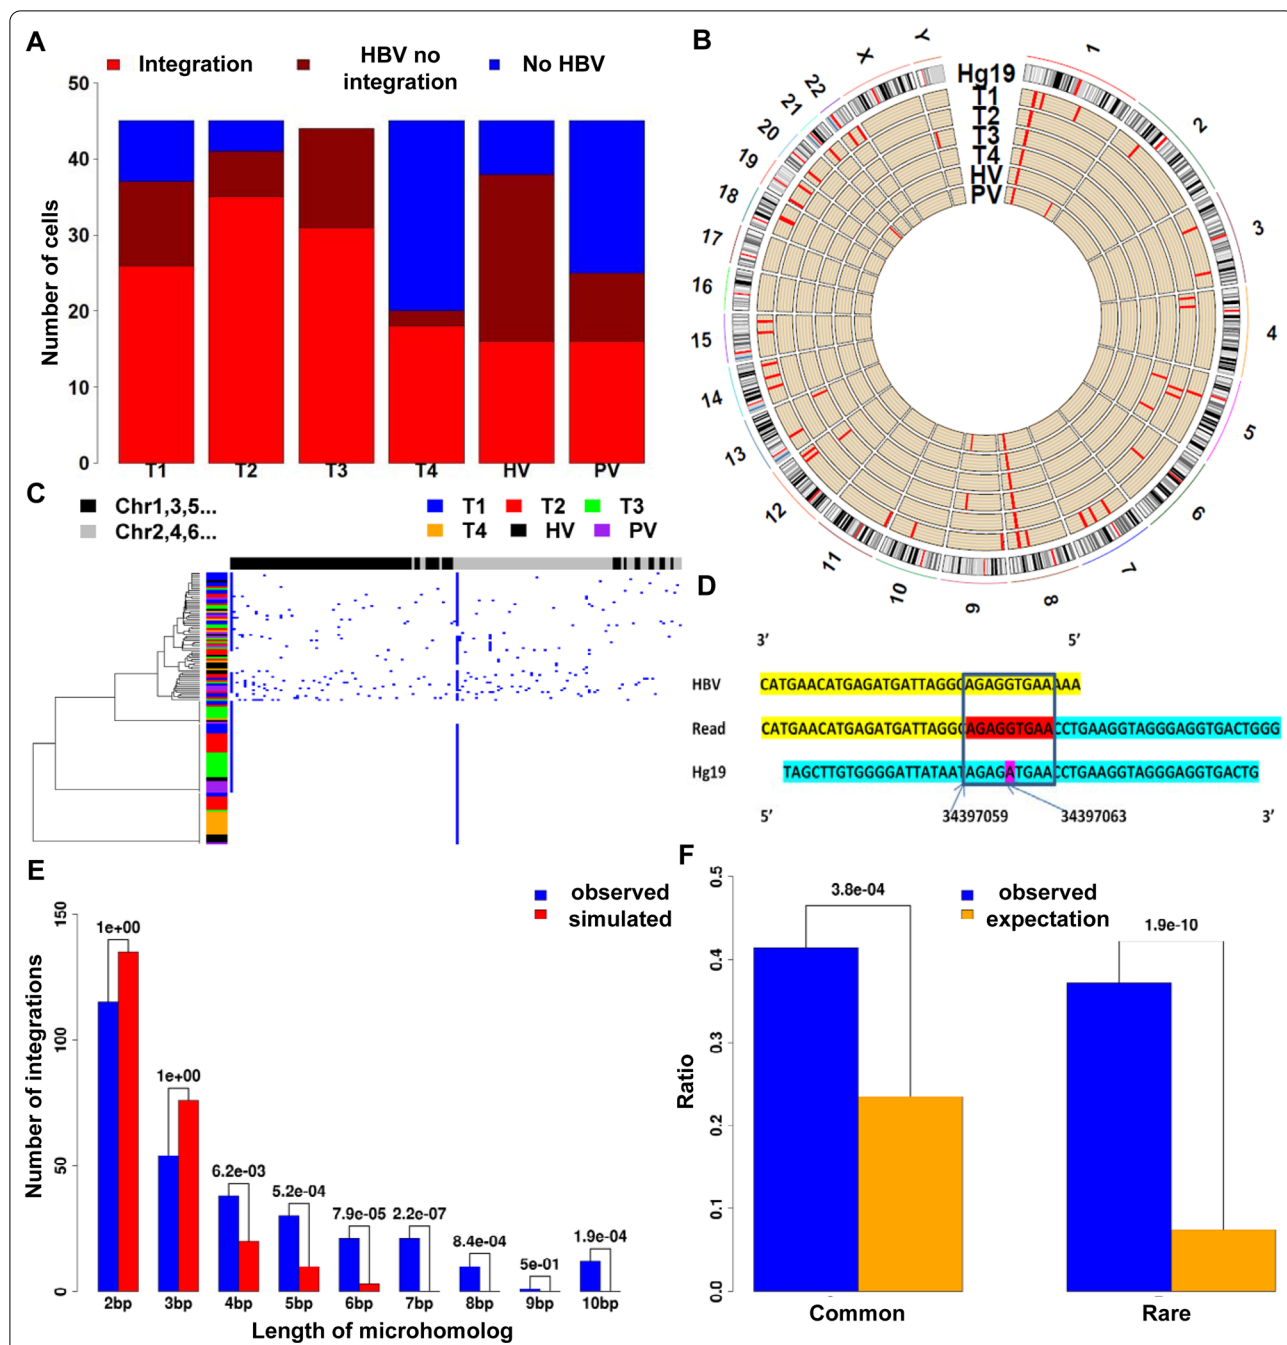 A
Integration
HBV no integration
No HBV
Number of cells
50
40
30
20
10
0
T1 T2 T3 T4 HV PV
B
Hg19
T1
T2
T3
T4
HV
PV
1
2
3
4
5
6
7
8
9
10
11
12
13
14
15
16
17
18
19
20
21
22
X
Y
C
Chr1,3,5...
Chr2,4,6...
T1 T2 T3
T4 HV PV
D
3′ 5′
HBV CATGAACATGAGATGATTAGGCAGAGGTGAAAAA
Read CATGAACATGAGATGATTAGGCAGAGGTGAACCTGAAGGTAGGGAGGTGACTGGG
Hg19 TAGCTTGTGGGGATTATAATAGAGATGAACCTGAAGGTAGGGAGGTGACTG
5′ 34397059 34397063 3′
E
observed
simulated
Number of integrations
150
100
50
0
1e+00
1e+00
6.2e-03
5.2e-04
7.9e-05
2.2e-07
8.4e-04
5e-01
1.9e-04
2bp 3bp 4bp 5bp 6bp 7bp 8bp 9bp 10bp
Length of microhomolog
F
observed
expectation
Ratio
0.5
0.4
0.3
0.2
0.1
0.0
3.8e-04
1.9e-10
Common Rare